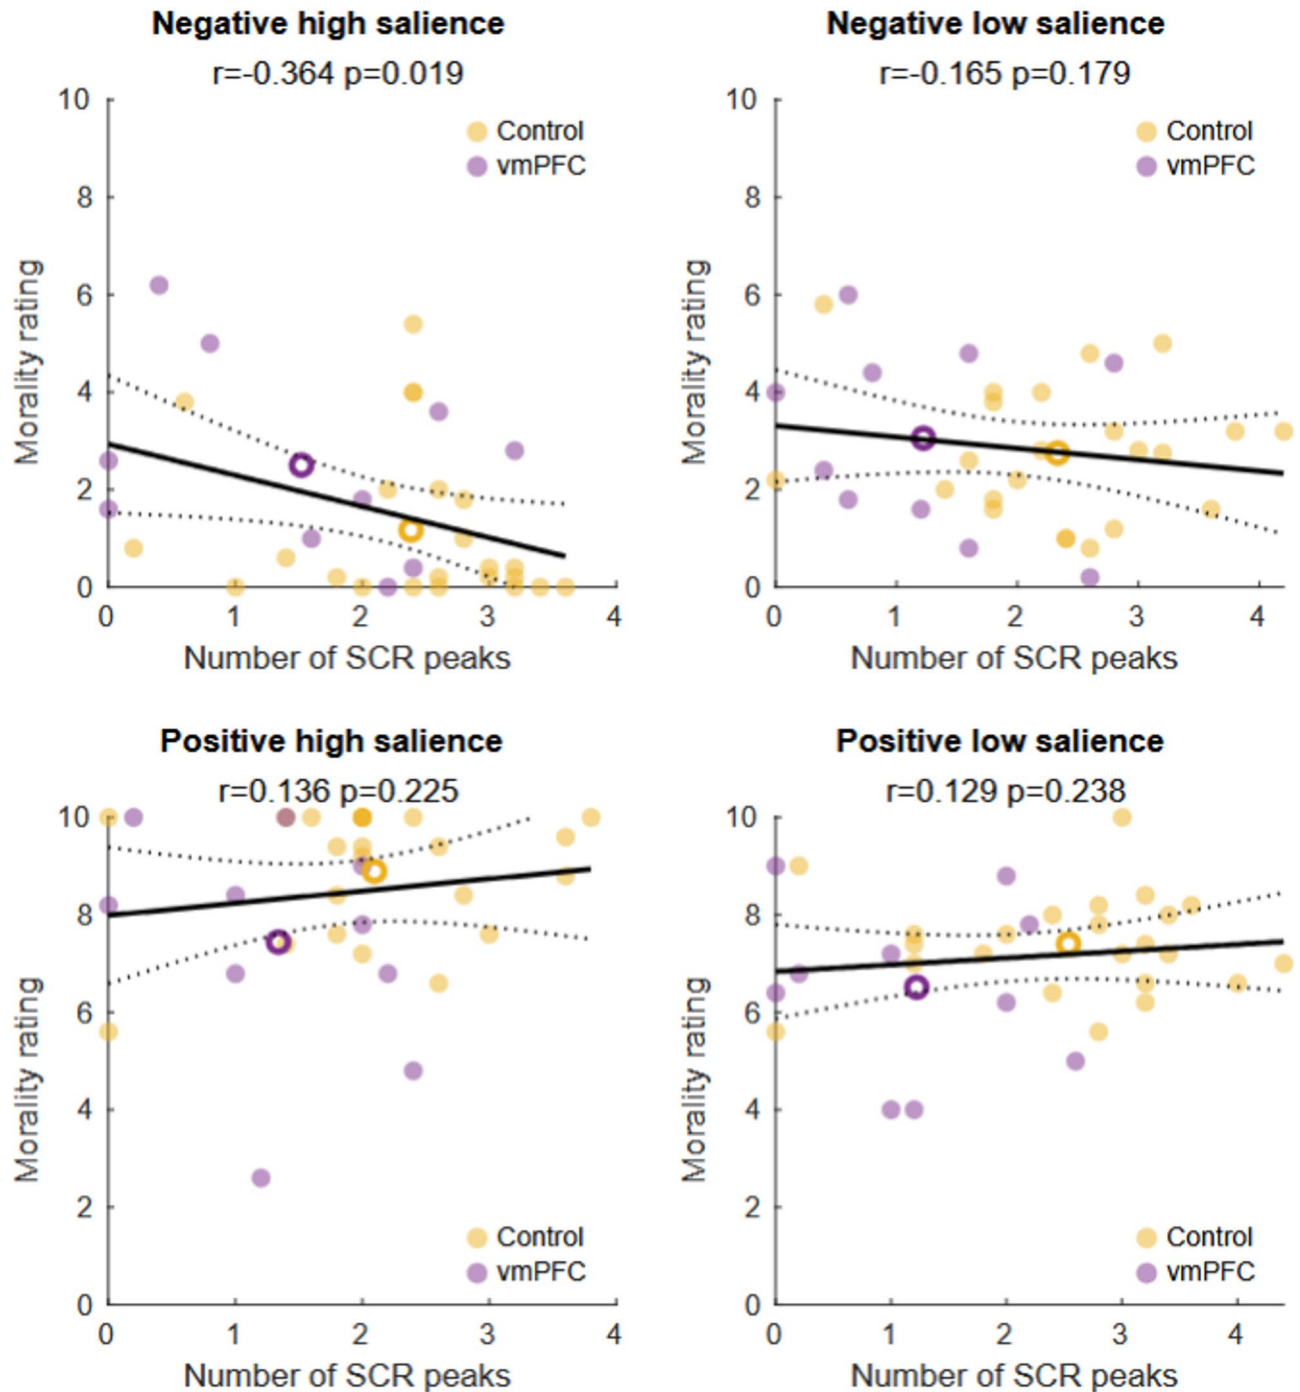 Negative high salience
r=-0.364 p=0.019
10
8
6
4
2
0
Morality rating
Control
vmPFC
0 1 2 3 4
Number of SCR peaks
Negative low salience
r=-0.165 p=0.179
10
8
6
4
2
0
Morality rating
Control
vmPFC
0 1 2 3 4
Number of SCR peaks
Positive high salience
r=0.136 p=0.225
10
8
6
4
2
0
Morality rating
Control
vmPFC
0 1 2 3 4
Number of SCR peaks
Positive low salience
r=0.129 p=0.238
10
8
6
4
2
0
Morality rating
Control
vmPFC
0 1 2 3 4
Number of SCR peaks